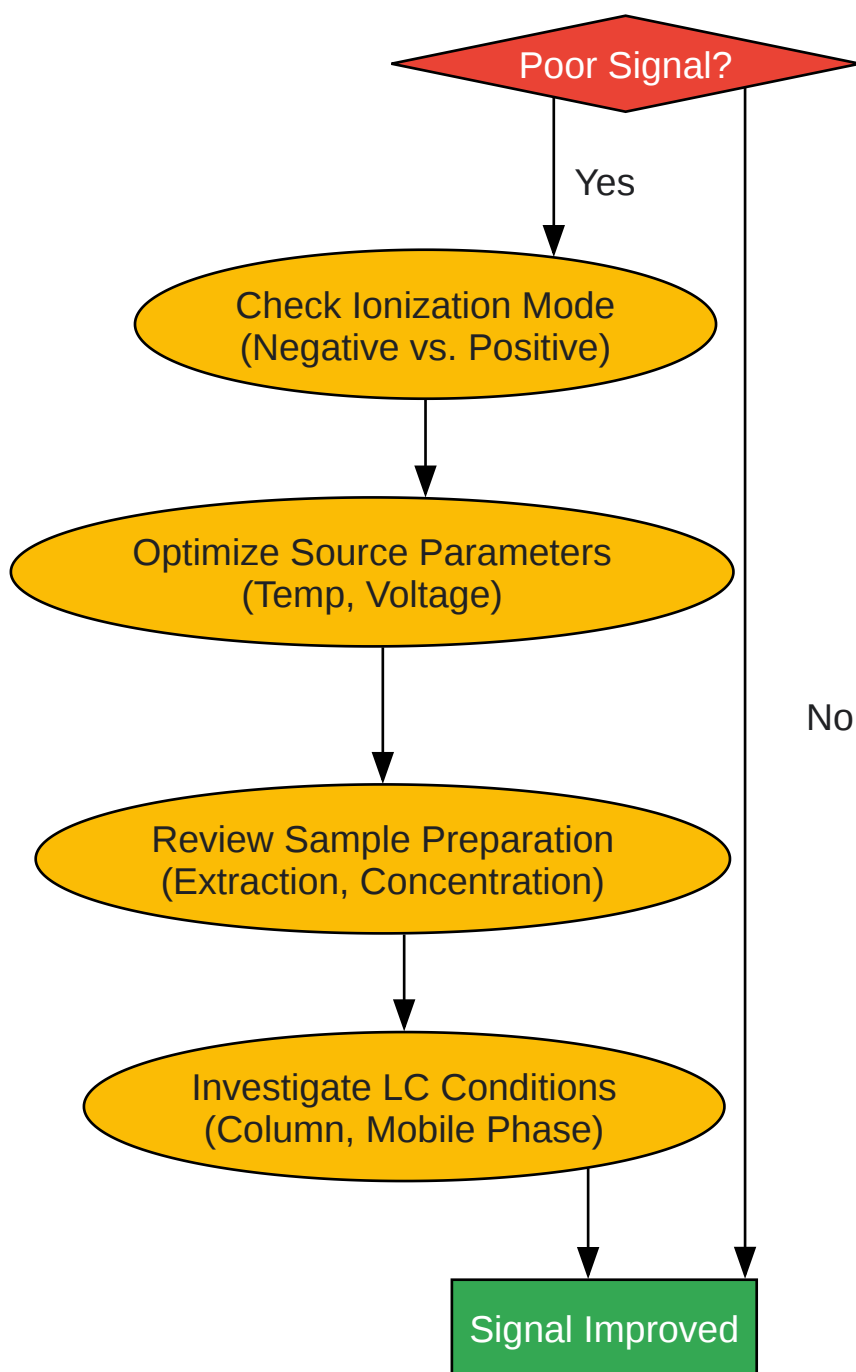 Poor Signal?
Yes
Check Ionization Mode
(Negative vs. Positive)
Optimize Source Parameters
(Temp, Voltage)
No
Review Sample Preparation
(Extraction, Concentration)
Investigate LC Conditions
(Column, Mobile Phase)
Signal Improved